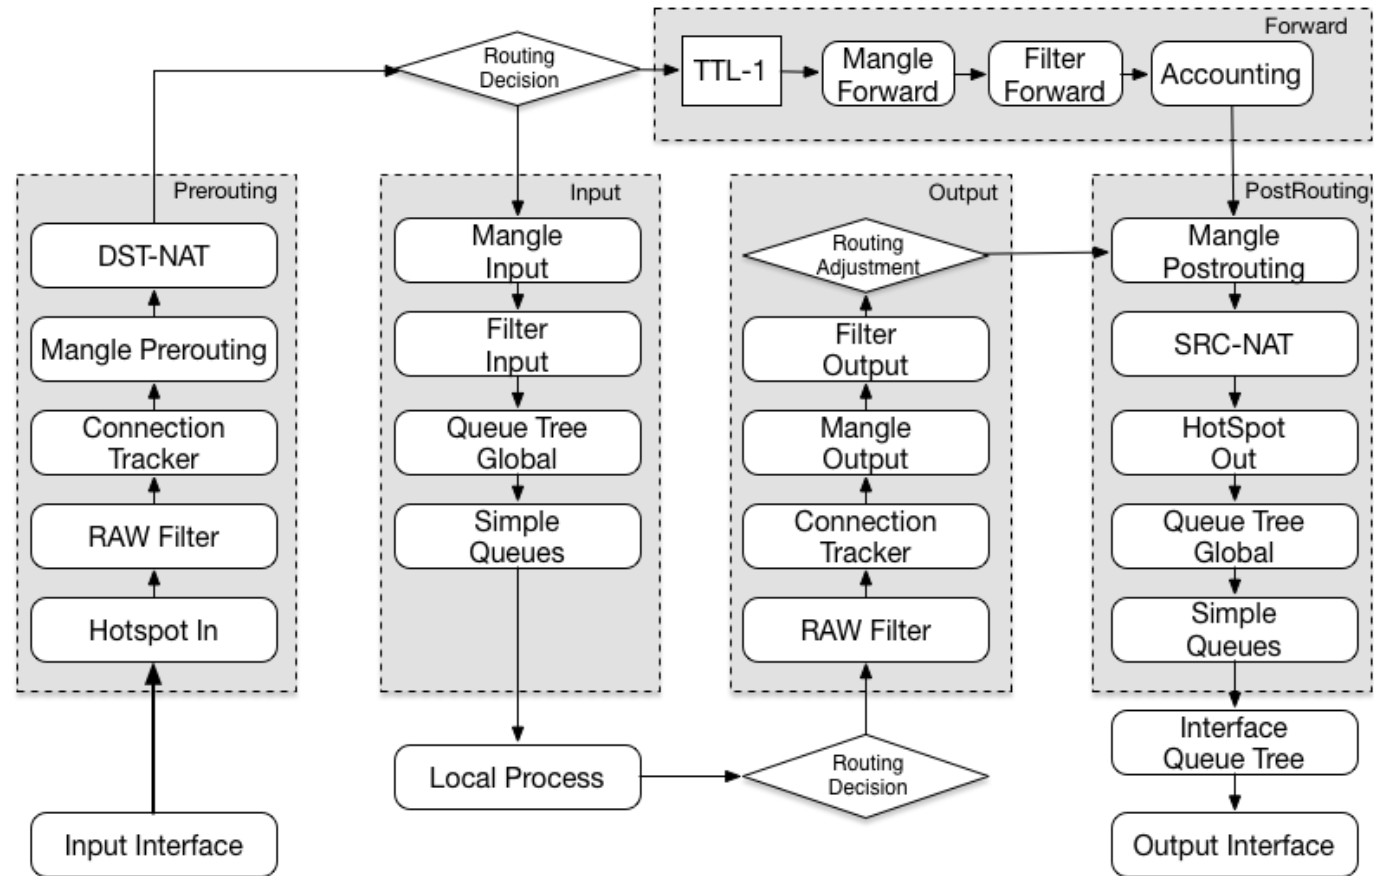 Forward
Routing
Decision
TTL-1
Mangle
Forward
Filter
Forward
Accounting
Prerouting
DST-NAT
Mangle Prerouting
Connection
Tracker
RAW Filter
Hotspot In
Input Interface
Input
Mangle
Input
Filter
Input
Queue Tree
Global
Simple
Queues
Local Process
Routing
Decision
Output
Routing
Adjustment
Filter
Output
Mangle
Output
Connection
Tracker
RAW Filter
PostRouting
Mangle
Postrouting
SRC-NAT
HotSpot
Out
Queue Tree
Global
Simple
Queues
Interface
Queue Tree
Output Interface